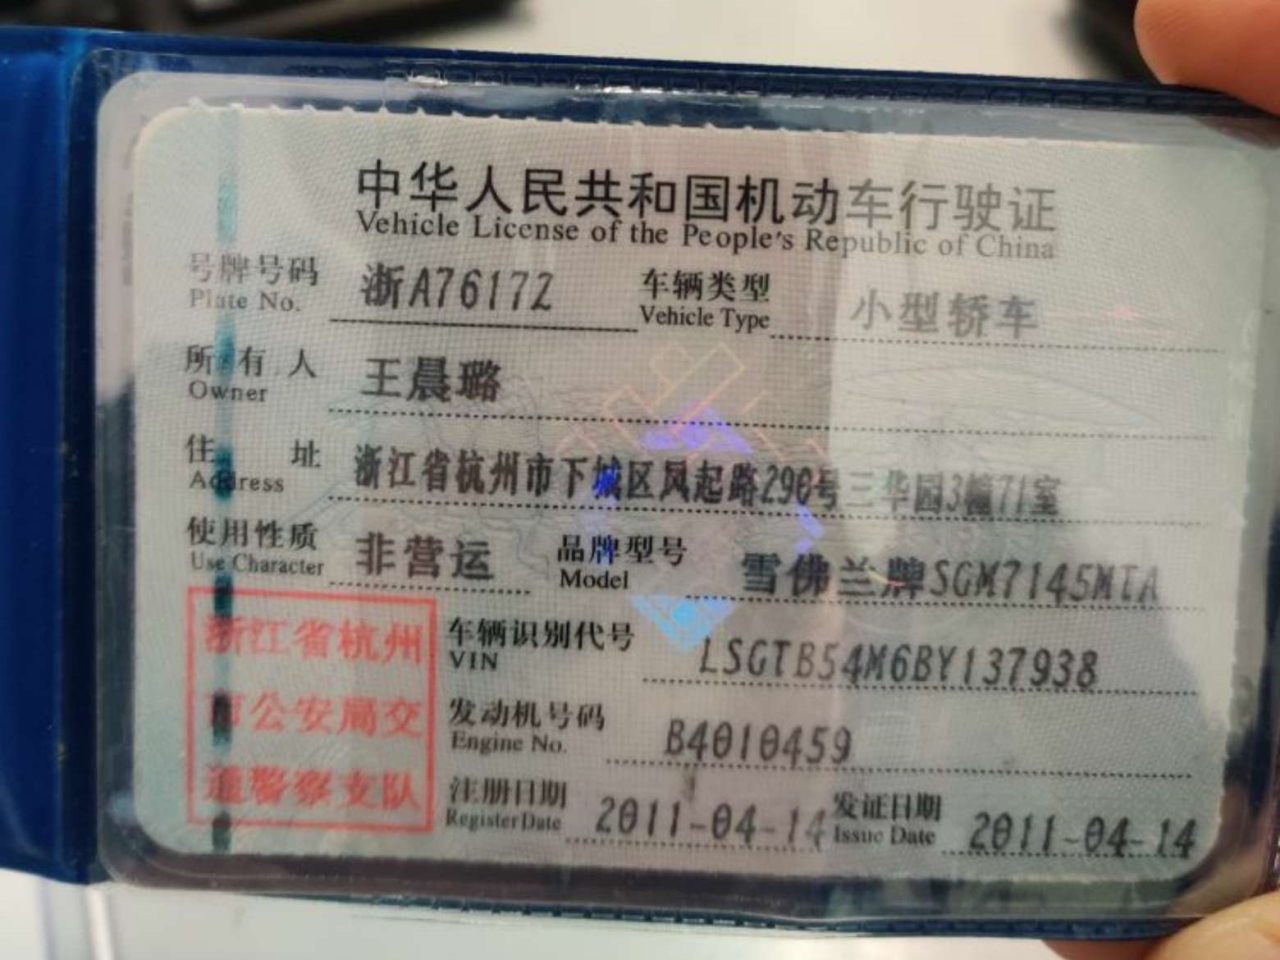 中华人民共和国机动车行驶证
Vehicle License of the People's Republic of China
号牌号码 浙A76172 车辆类型 小型轿车
Plate No. Vehicle Type
所有人 王晨璐
Owner
住址 浙江省杭州市下城区凤起路290号三华园3幢71室
Address
使用性质 非营运 品牌型号 雪佛兰牌SGM7145MTA
Use Character Model
浙江省杭州
市公安局交
通警察支队
车辆识别代号 LSGTB54M6BY137938
VIN
发动机号码 B4010459
Engine No.
注册日期 2011-04-14 发证日期 2011-04-14
Register Date Issue Date